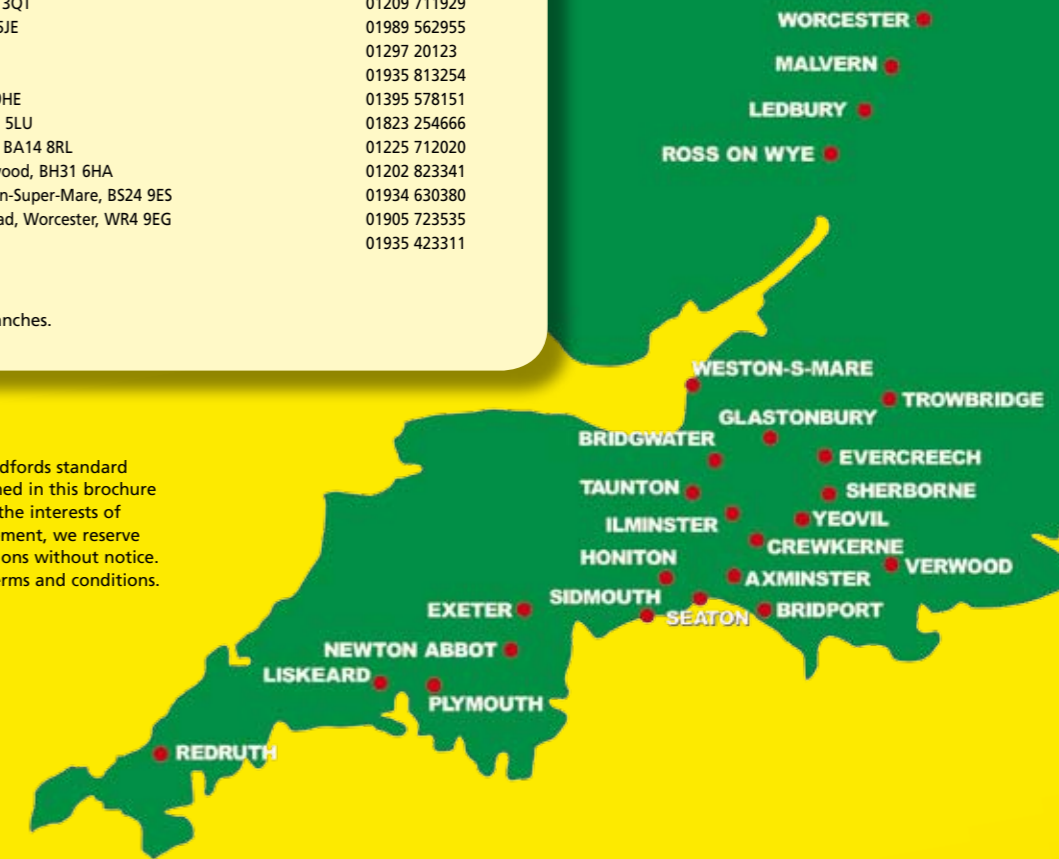 3QT 01209 711929
5JE 01989 562955
01297 20123
01935 813254
9HE 01395 578151
5LU 01823 254666
BA14 8RL 01225 712020
wood, BH31 6HA 01202 823341
n-Super-Mare, BS24 9ES 01934 630380
ad, Worcester, WR4 9EG 01905 723535
01935 423311
anches.
dfords standard
ned in this brochure
the interests of
ment, we reserve
ons without notice.
erms and conditions.
WORCESTER
MALVERN
LEDBURY
ROSS ON WYE
WESTON-S-MARE
TROWBRIDGE
GLASTONBURY
BRIDGWATER
EVERCREECH
TAUNTON
SHERBORNE
ILMINSTER
YEOVIL
CREWKERNE
HONITON
VERWOOD
AXMINSTER
SIDMOUTH
EXETER
SEATON
BRIDPORT
NEWTON ABBOT
LISKEARD
PLYMOUTH
REDRUTH